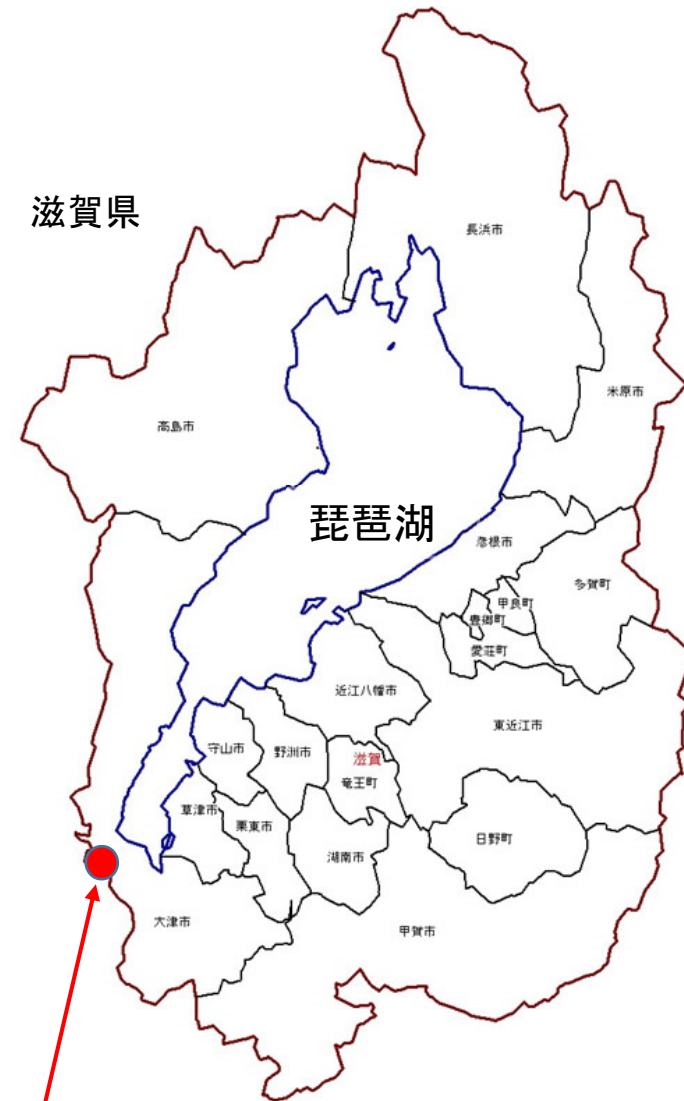 滋賀県
長浜市
米原市
高島市
琵琶湖
彦根市
多賀町
甲良町
豊郷町
愛荘町
近江八幡市
東近江市
守山市
野洲市
滋賀
竜王町
草津市
栗東市
湖南市
日野町
大津市
甲賀市